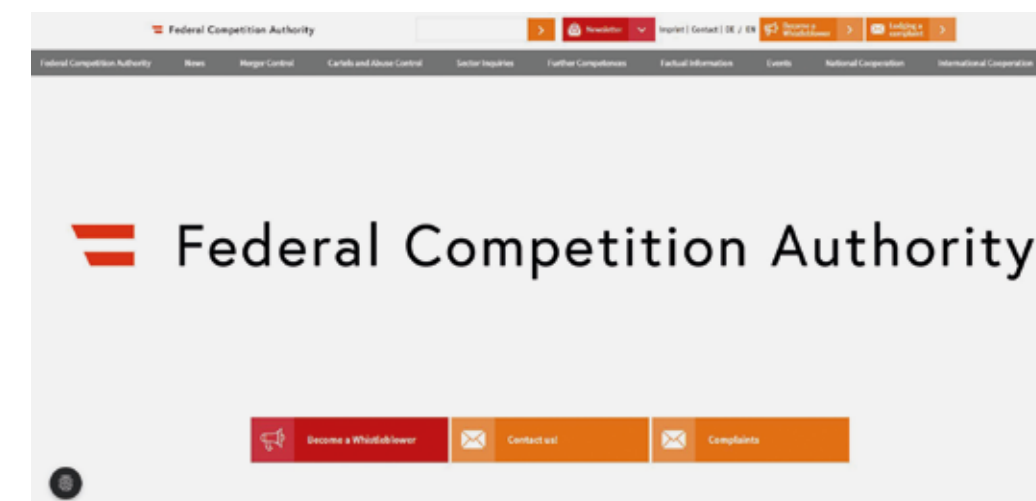 Federal Competition Authority
Newsletter
Imprint | Contact | DE / EN
Become a
Whistleblower
Lodging a
complaint
Federal Competition Authority News Merger Control Cartels and Abuse Control Sector Inquiries Further Competences Factual Information Events National Cooperation International Cooperation
Federal Competition Authority
Become a Whistleblower
Contact us!
Complaints